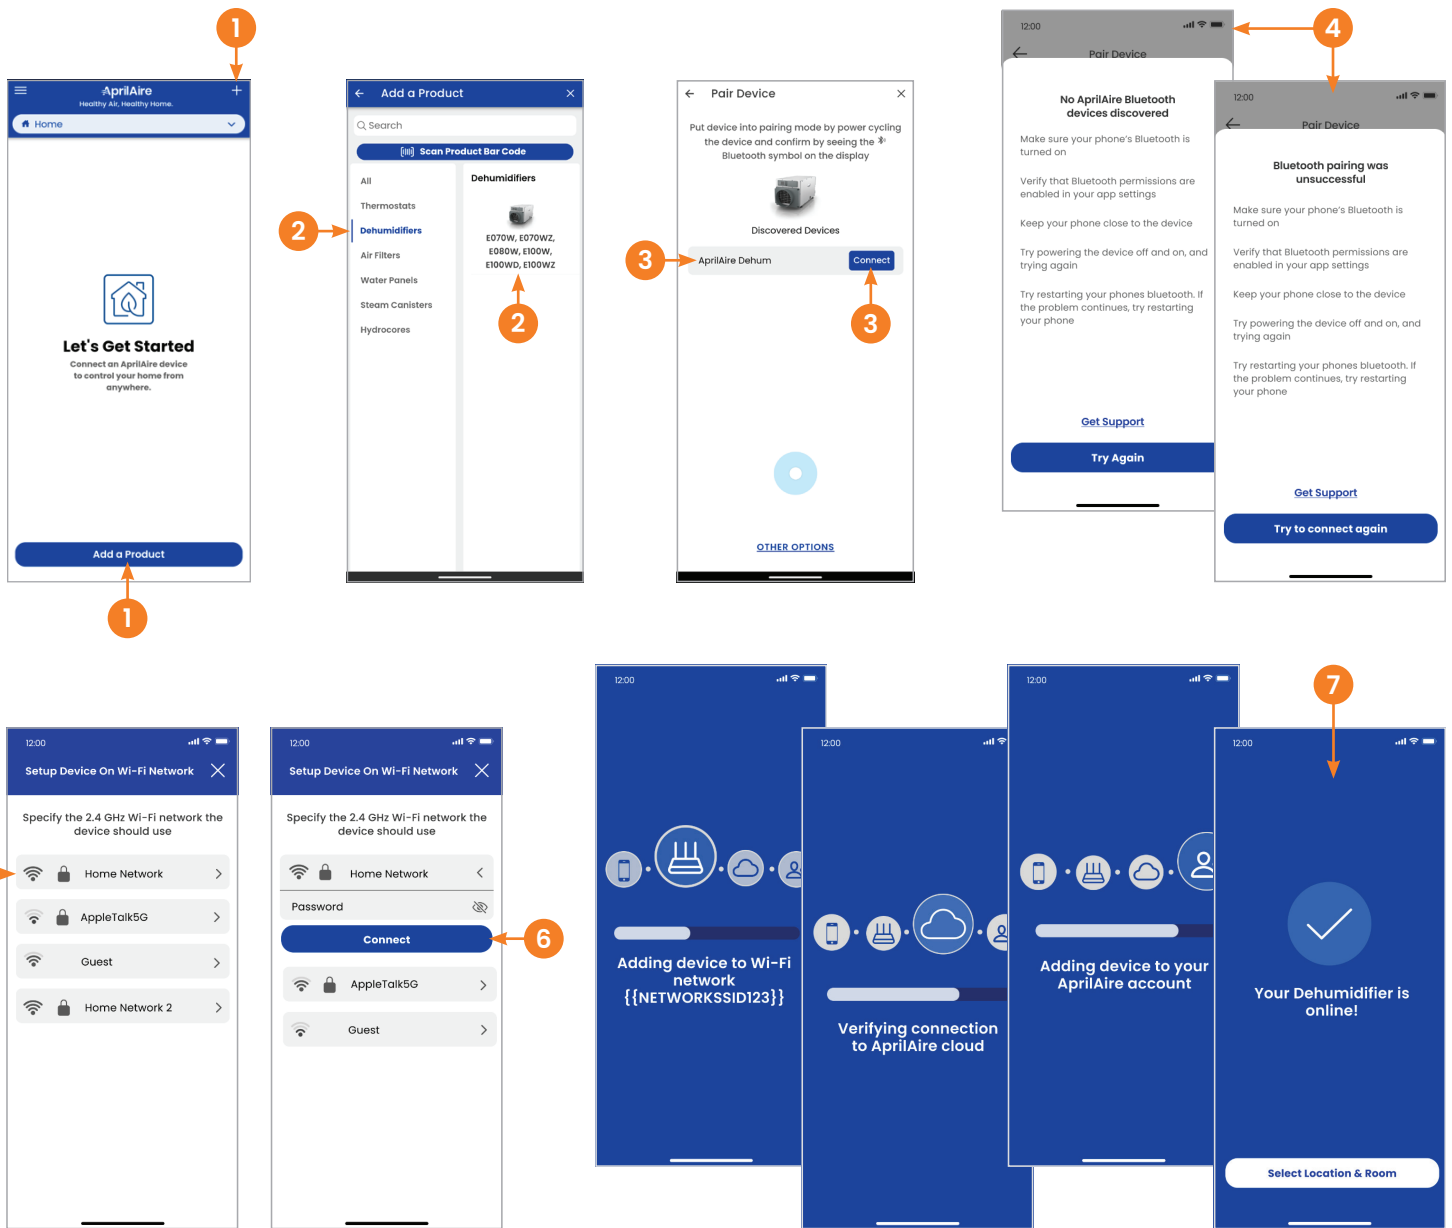 1
AprilAire
Healthy Air, Healthy Home.
Home
Let's Get Started
Connect an AprilAire device
to control your home from
anywhere.
Add a Product
1
Add a Product
Search
Scan Product Bar Code
All
Thermostats
Dehumidifiers
Air Filters
Water Panels
Steam Canisters
Hydrocores
Dehumidifiers
E070W, E070WZ,
E080W, E100W,
E100WD, E100WZ
2
2
Pair Device
Put device into pairing mode by power cycling
the device and confirm by seeing the
Bluetooth symbol on the display
Discovered Devices
AprilAire Dehum
Connect
3
3
OTHER OPTIONS
4
12:00
Pair Device
No AprilAire Bluetooth
devices discovered
Make sure your phone's Bluetooth is
turned on
Verify that Bluetooth permissions are
enabled in your app settings
Keep your phone close to the device
Try powering the device off and on, and
trying again
Try restarting your phones bluetooth. If
the problem continues, try restarting
your phone
Get Support
Try Again
12:00
Pair Device
Bluetooth pairing was
unsuccessful
Make sure your phone's Bluetooth is
turned on
Verify that Bluetooth permissions are
enabled in your app settings
Keep your phone close to the device
Try powering the device off and on, and
trying again
Try restarting your phones bluetooth. If
the problem continues, try restarting
your phone
Get Support
Try to connect again
12:00
Setup Device On Wi-Fi Network
Specify the 2.4 GHz Wi-Fi network the
device should use
Home Network
AppleTalk5G
Guest
Home Network 2
12:00
Setup Device On Wi-Fi Network
Specify the 2.4 GHz Wi-Fi network the
device should use
Home Network
Password
Connect
6
AppleTalk5G
Guest
12:00
Adding device to Wi-Fi
network
{{NETWORKSSID123}}
12:00
Verifying connection
to AprilAire cloud
12:00
Adding device to your
AprilAire account
7
12:00
Your Dehumidifier is
online!
Select Location & Room